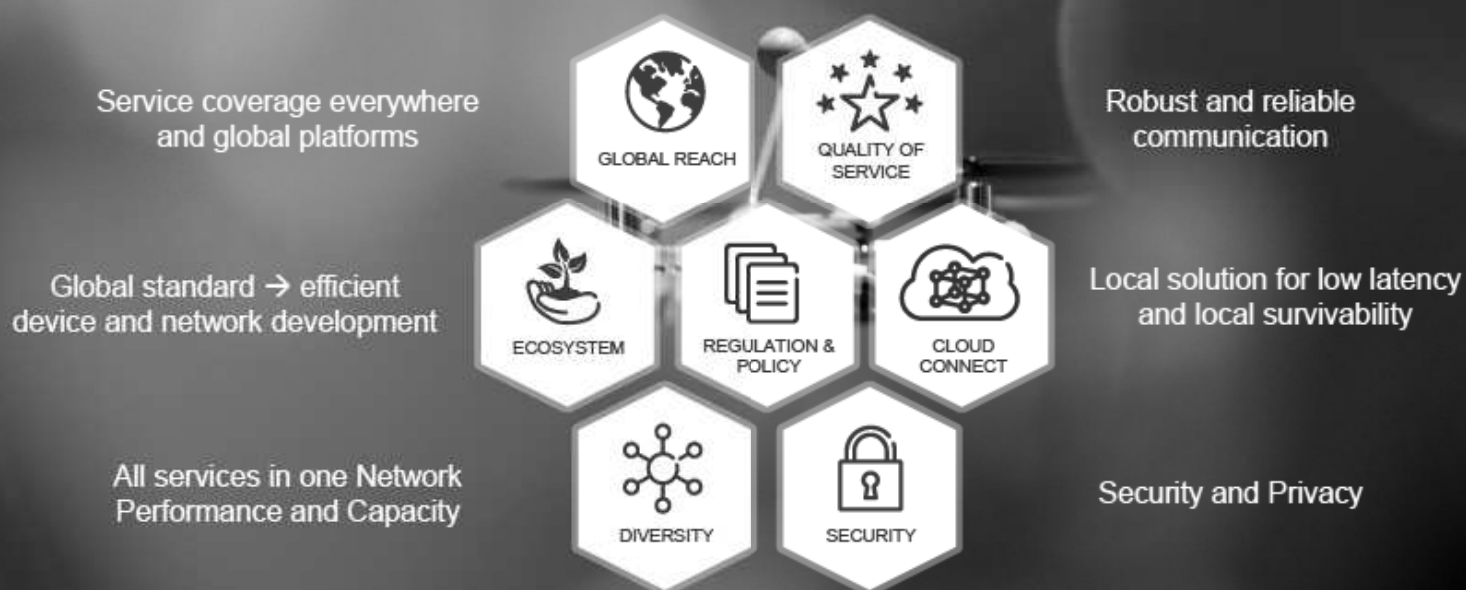 Service coverage everywhere
and global platforms
GLOBAL REACH
QUALITY OF
SERVICE
Robust and reliable
communication
Global standard → efficient
device and network development
ECOSYSTEM
REGULATION &
POLICY
CLOUD
CONNECT
Local solution for low latency
and local survivability
All services in one Network
Performance and Capacity
DIVERSITY
SECURITY
Security and Privacy